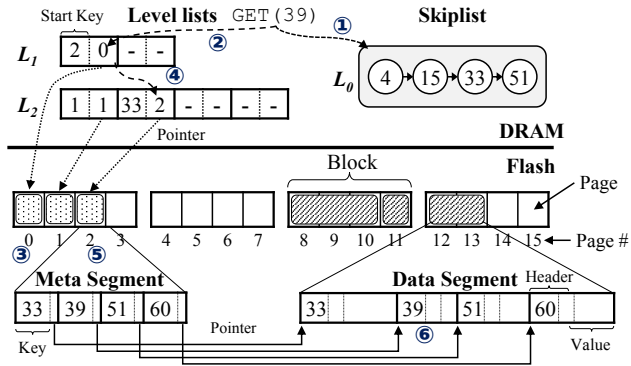 Start Key Level lists GET(39) Skiplist
② ①
L1 2 0 - -
④
L0 4 15 33 51
L2 1 1 33 2 - - - -
Pointer
DRAM
Flash
Block
Page
0 1 2 3 4 5 6 7 8 9 10 11 12 13 14 15 Page #
③ ⑤
Meta Segment Data Segment Header
33 39 51 60 33 39 51 60
Key Pointer ⑥ Value